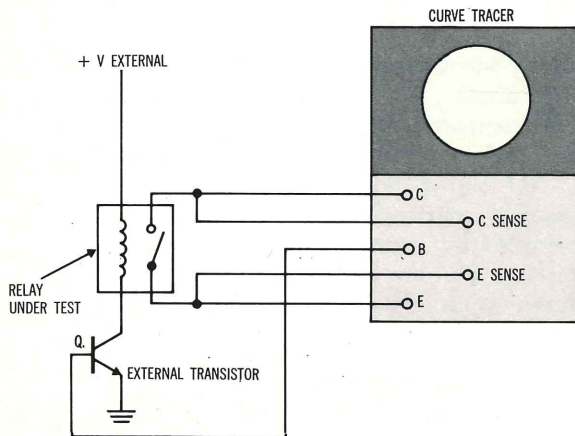 CURVE TRACER
+ V EXTERNAL
C
C SENSE
B
E SENSE
E
RELAY
UNDER TEST
Q.
EXTERNAL TRANSISTOR